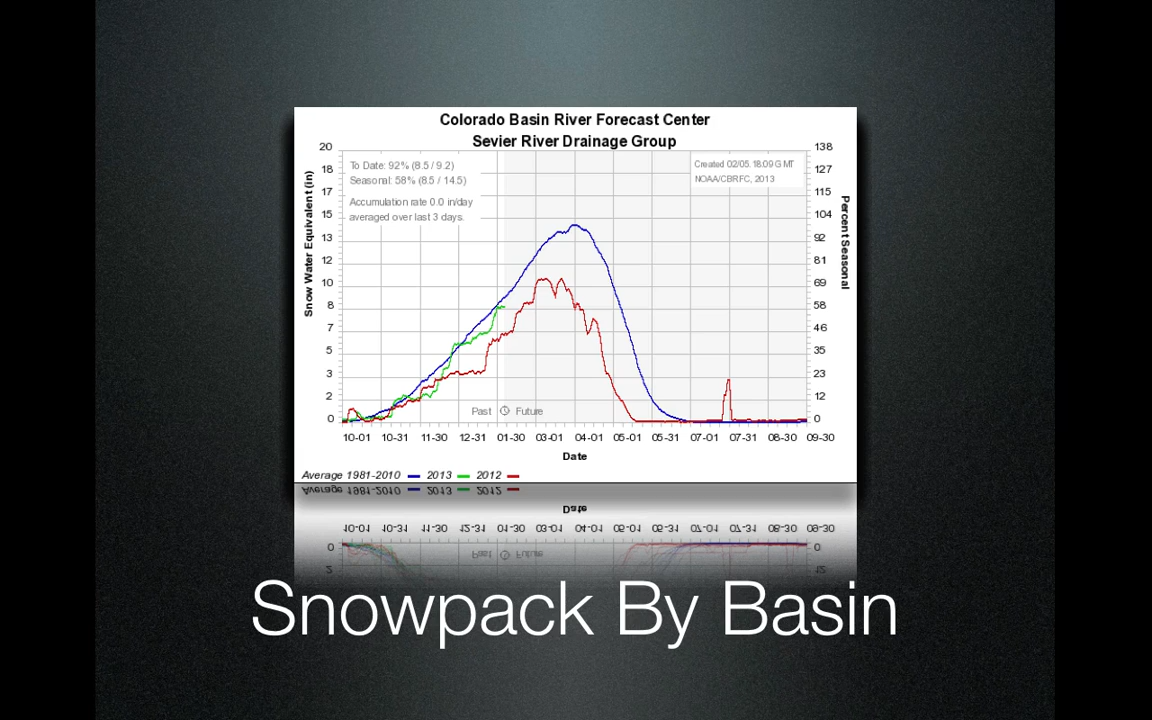 Colorado Basin River Forecast Center
Sevier River Drainage Group
To Date: 92% (8.5 / 9.2)
Seasonal: 58% (8.5 / 14.5)
Accumulation rate 0.0 in/day
averaged over last 3 days.
Created 02/05.18:09 GMT
NOAA/CBRFC, 2013
Snow Water Equivalent (in)
20
18
17
15
13
12
10
8
7
5
3
2
0
138
127
115
104
92
81
69
58
46
35
23
12
0
Percent Seasonal
Past Future
10-01 10-31 11-30 12-31 01-30 03-01 04-01 05-01 05-31 07-01 07-31 08-30 09-30
Date
Average 1981-2010 2013 2012
Snowpack By Basin